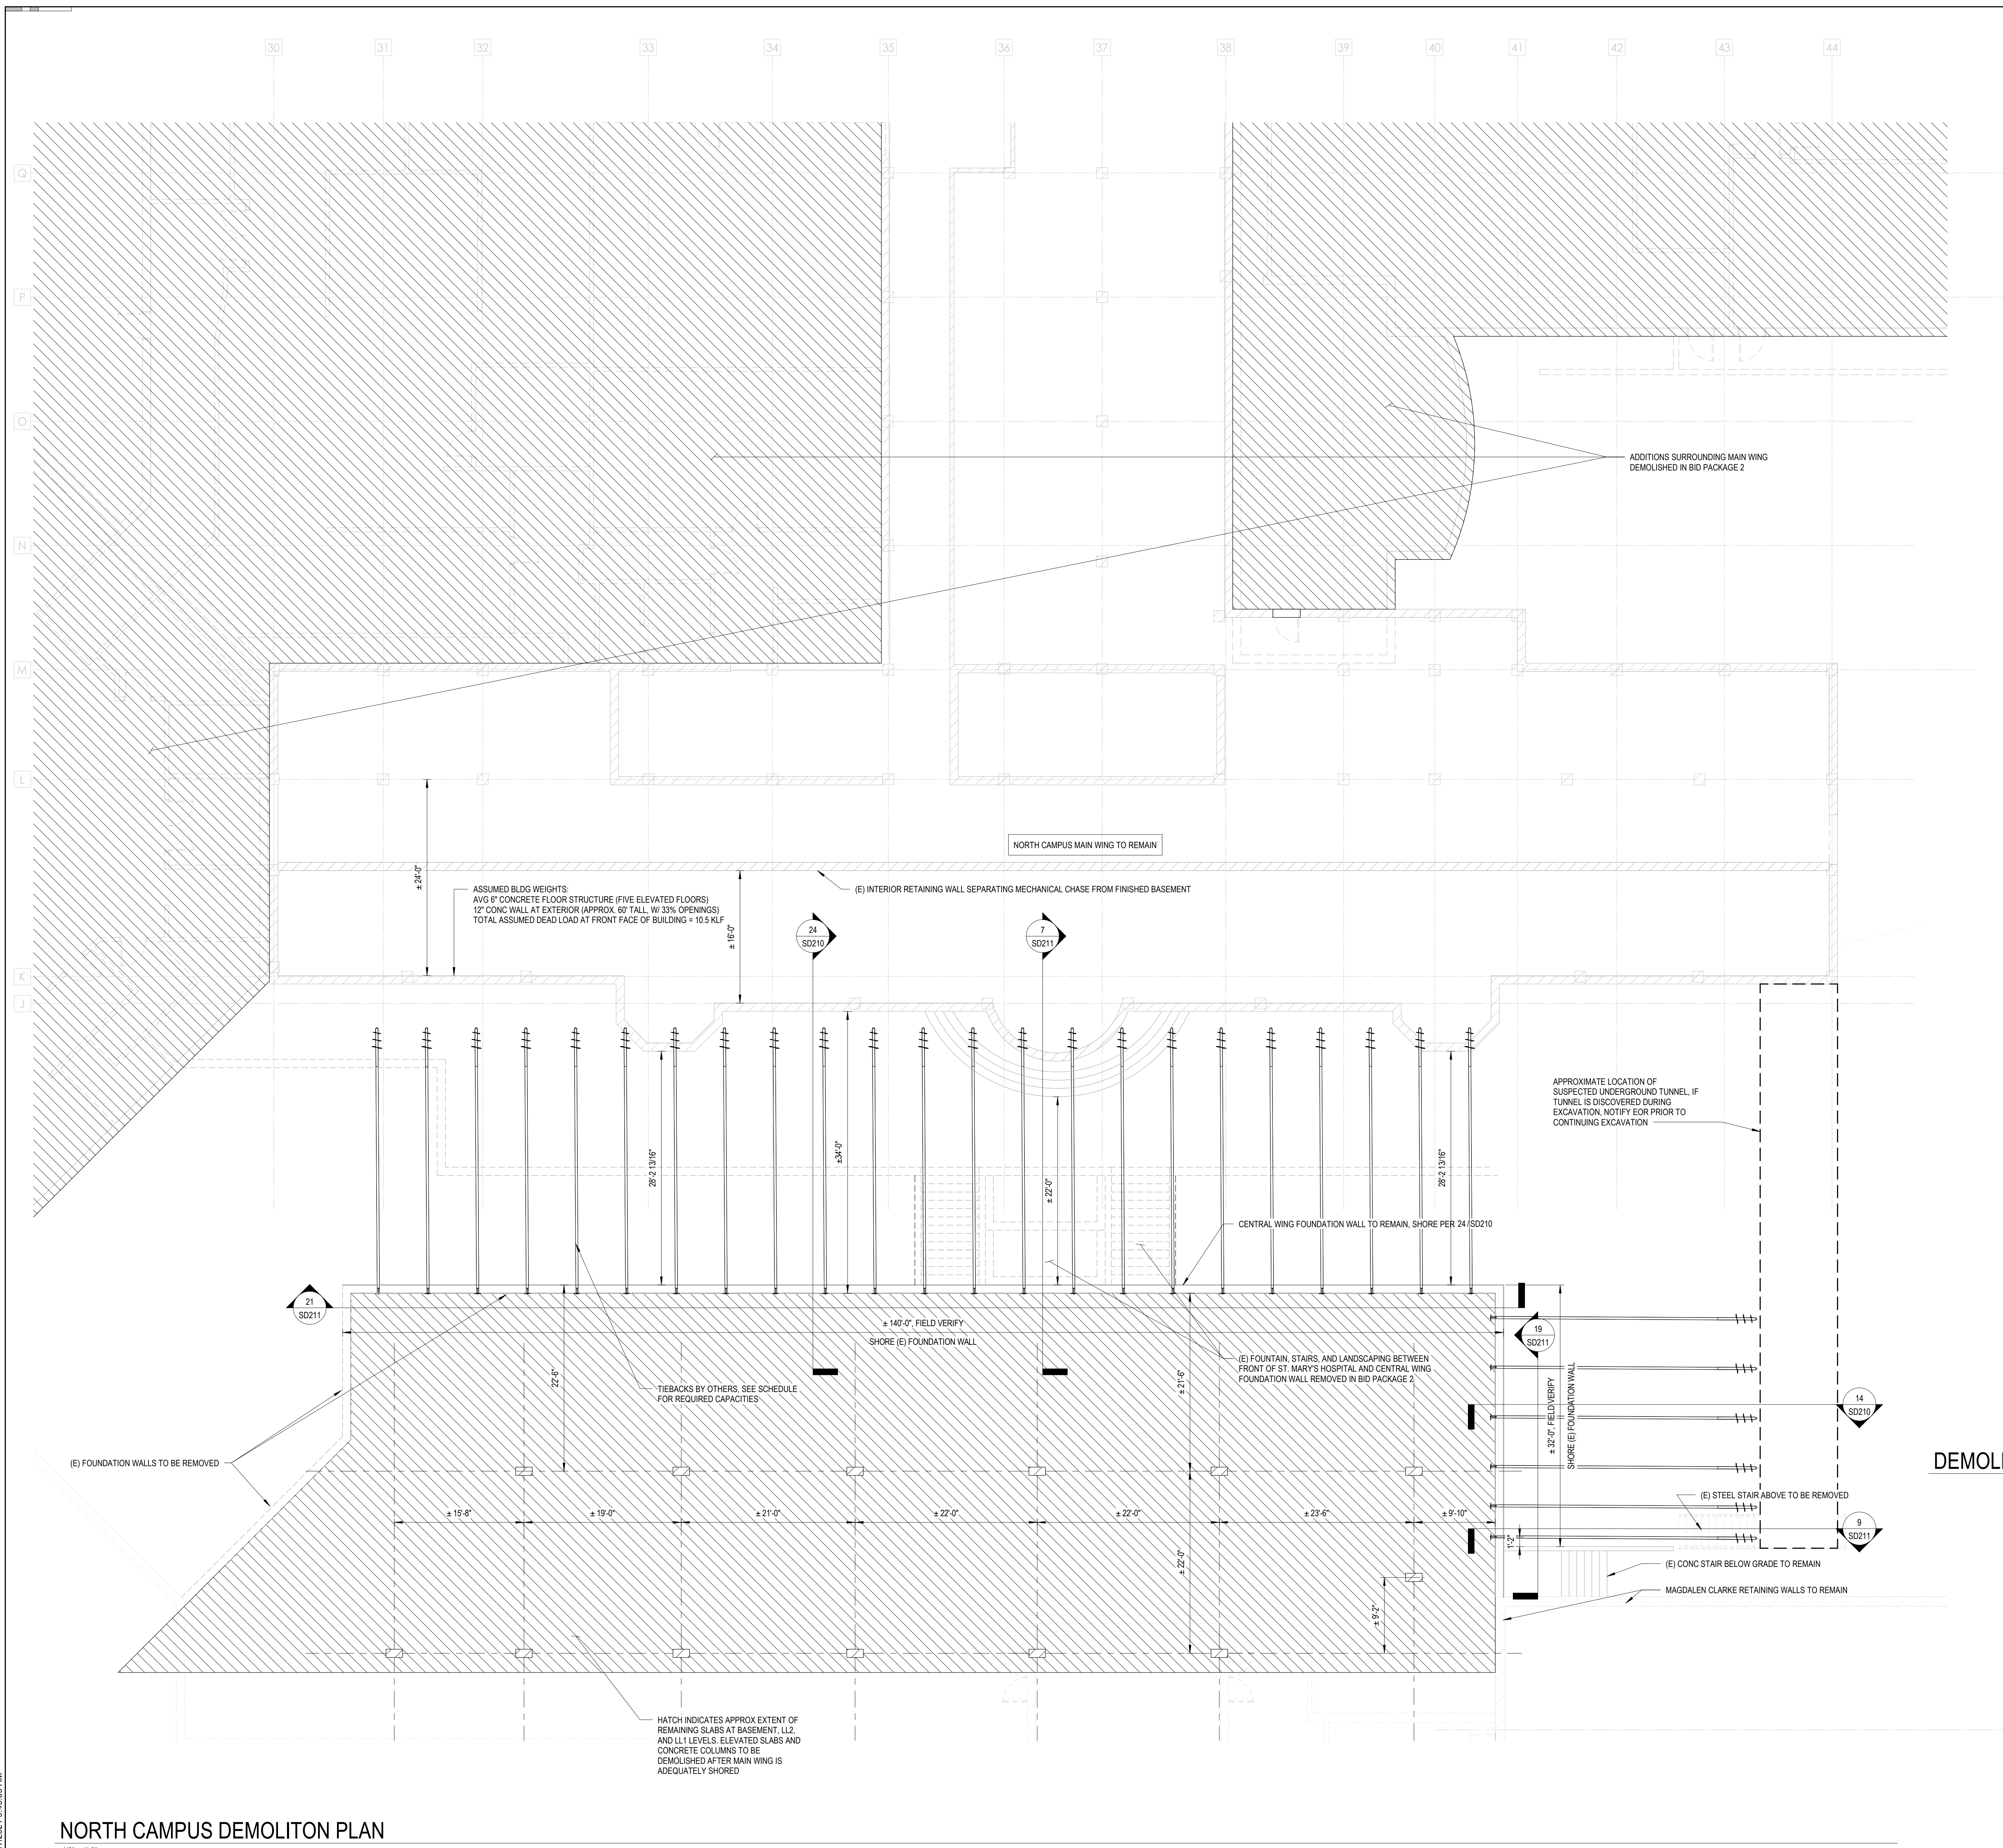 30
31
32
33
34
35
36
37
38
39
40
41
42
43
44
Q
P
O
N
M
L
K
J
ADDITIONS SURROUNDING MAIN WING
DEMOLISHED IN BID PACKAGE 2
NORTH CAMPUS MAIN WING TO REMAIN
± 24'-0"
ASSUMED BLDG WEIGHTS:
AVG 6" CONCRETE FLOOR STRUCTURE (FIVE ELEVATED FLOORS)
12" CONC WALL AT EXTERIOR (APPROX. 60' TALL, W/ 33% OPENINGS)
TOTAL ASSUMED DEAD LOAD AT FRONT FACE OF BUILDING = 10.5 KLF
± 16'-0"
(E) INTERIOR RETAINING WALL SEPARATING MECHANICAL CHASE FROM FINISHED BASEMENT
24
SD210
7
SD211
APPROXIMATE LOCATION OF
SUSPECTED UNDERGROUND TUNNEL, IF
TUNNEL IS DISCOVERED DURING
EXCAVATION, NOTIFY EOR PRIOR TO
CONTINUING EXCAVATION
28'-2 13/16"
±34'-0"
± 22'-0"
28'-2 13/16"
CENTRAL WING FOUNDATION WALL TO REMAIN, SHORE PER 24 / SD210
21
SD211
± 140'-0", FIELD VERIFY
SHORE (E) FOUNDATION WALL
19
SD211
22'-6"
TIEBACKS BY OTHERS, SEE SCHEDULE
FOR REQUIRED CAPACITIES
(E) FOUNTAIN, STAIRS, AND LANDSCAPING BETWEEN
FRONT OF ST. MARY'S HOSPITAL AND CENTRAL WING
FOUNDATION WALL REMOVED IN BID PACKAGE 2
± 21'-6"
± 32'-0", FIELD VERIFY
SHORE (E) FOUNDATION WALL
14
SD210
(E) FOUNDATION WALLS TO BE REMOVED
DEMOLI
(E) STEEL STAIR ABOVE TO BE REMOVED
± 15'-8"
± 19'-0"
± 21'-0"
± 22'-0"
± 22'-0"
± 23'-6"
± 9'-10"
9
SD211
1'-2"
± 22'-0"
(E) CONC STAIR BELOW GRADE TO REMAIN
MAGDALEN CLARKE RETAINING WALLS TO REMAIN
± 9'-2"
HATCH INDICATES APPROX EXTENT OF
REMAINING SLABS AT BASEMENT, LL2,
AND LL1 LEVELS. ELEVATED SLABS AND
CONCRETE COLUMNS TO BE
DEMOLISHED AFTER MAIN WING IS
ADEQUATELY SHORED
NORTH CAMPUS DEMOLITON PLAN